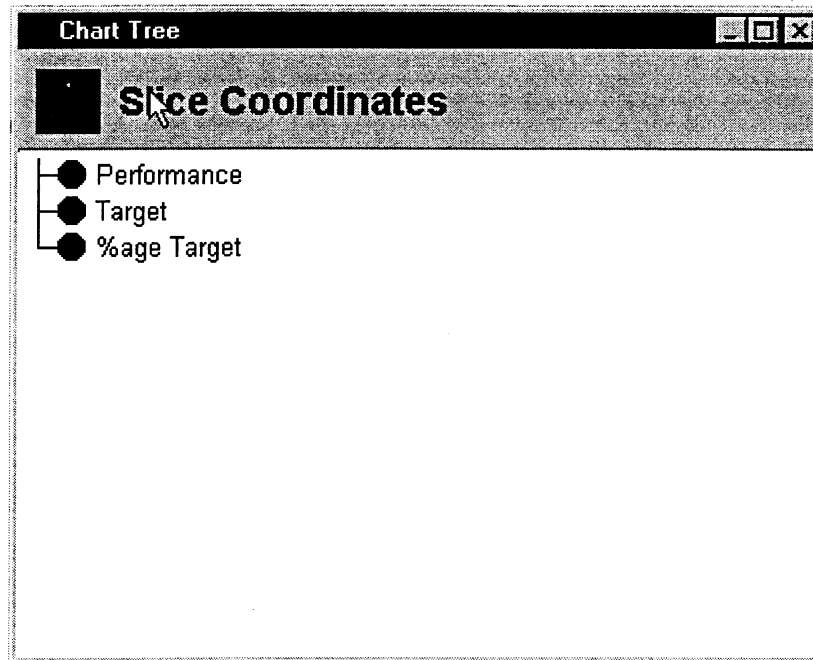 Chart Tree
Slice Coordinates
Performance
Target
%age Target